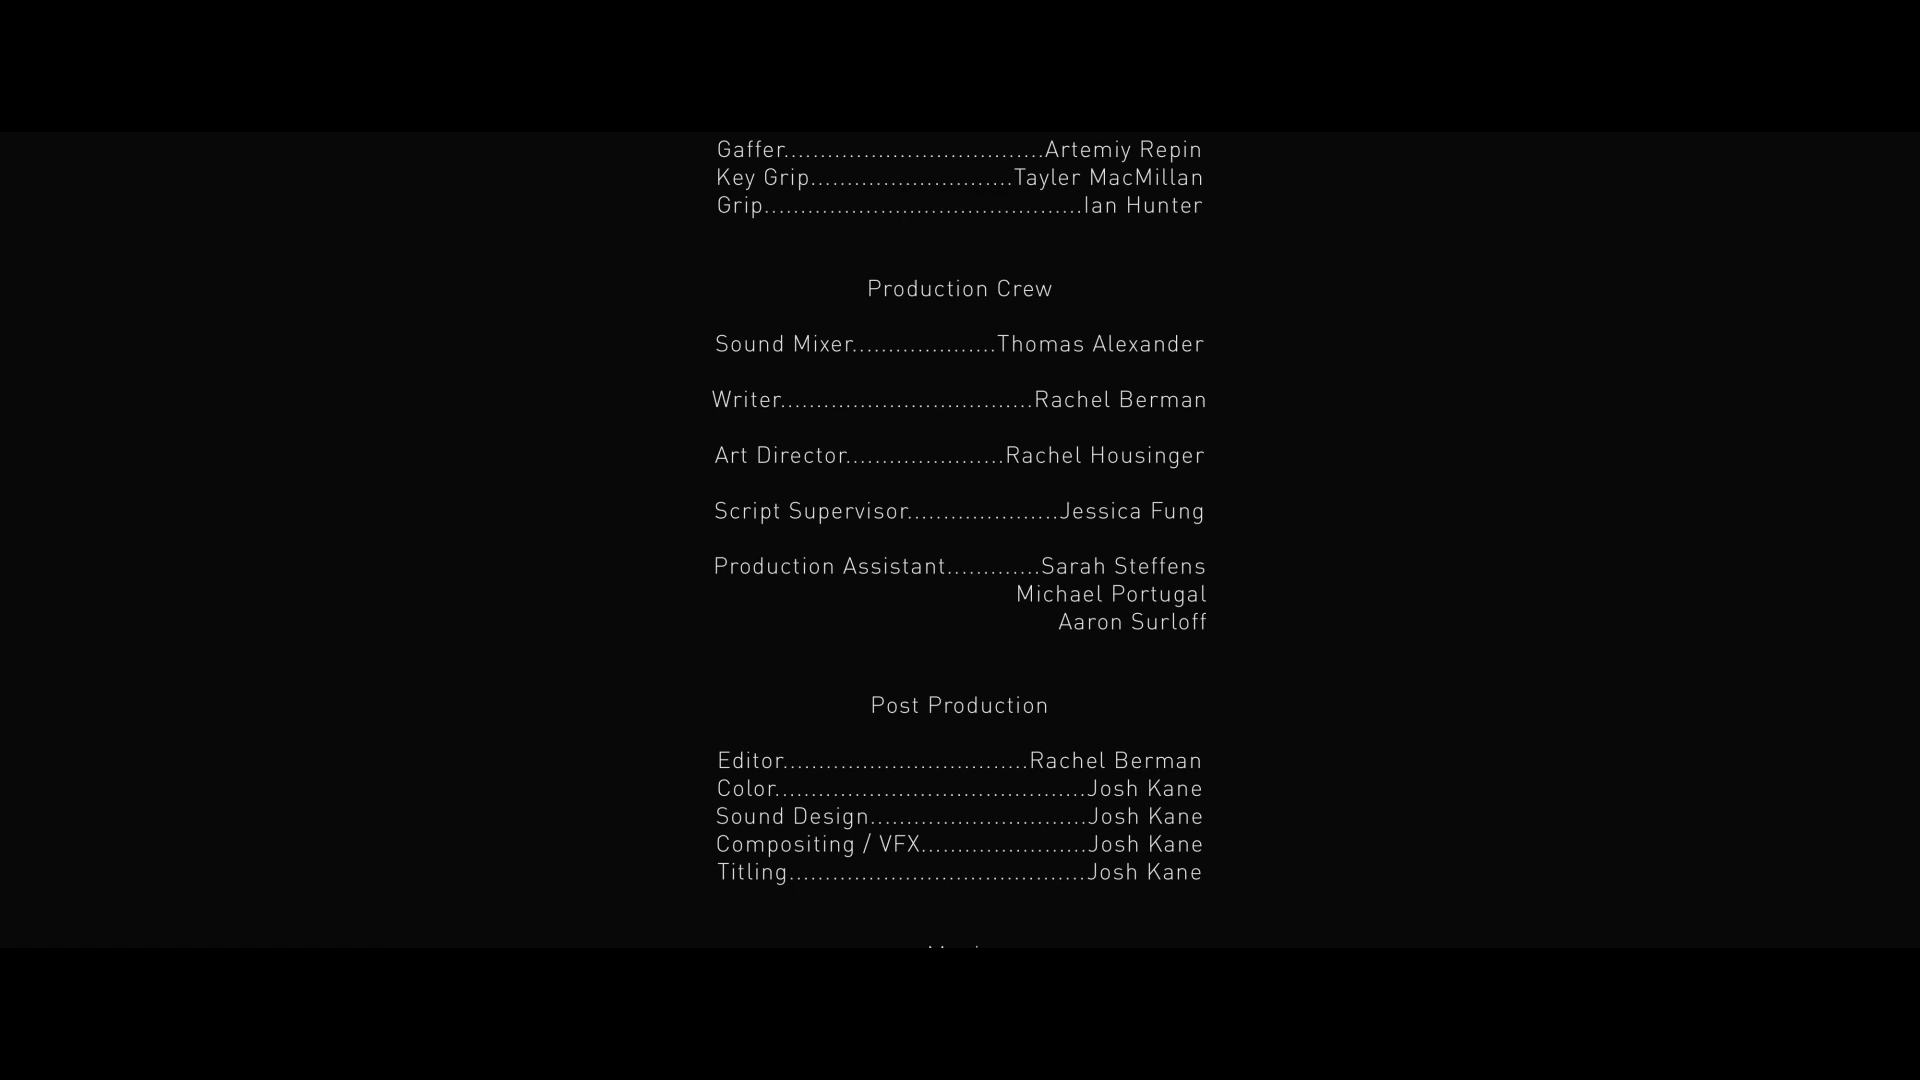 Gaffer....................................Artemiy Repin
Key Grip............................Tayler MacMillan
Grip............................................Ian Hunter
Production Crew
Sound Mixer....................Thomas Alexander
Writer...................................Rachel Berman
Art Director......................Rachel Housinger
Script Supervisor.....................Jessica Fung
Production Assistant.............Sarah Steffens
Michael Portugal
Aaron Surloff
Post Production
Editor..................................Rachel Berman
Color...........................................Josh Kane
Sound Design..............................Josh Kane
Compositing / VFX.......................Josh Kane
Titling.........................................Josh Kane